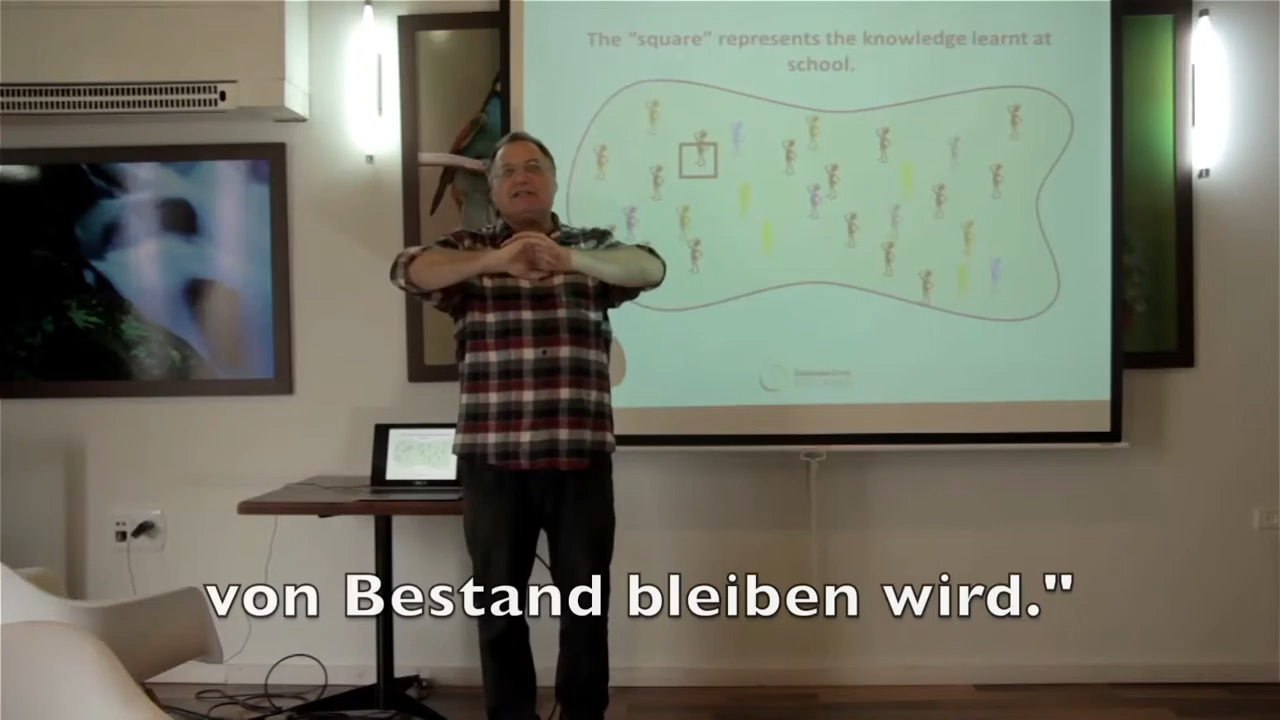 The "square" represents the knowledge learnt at
school.
von Bestand bleiben wird."